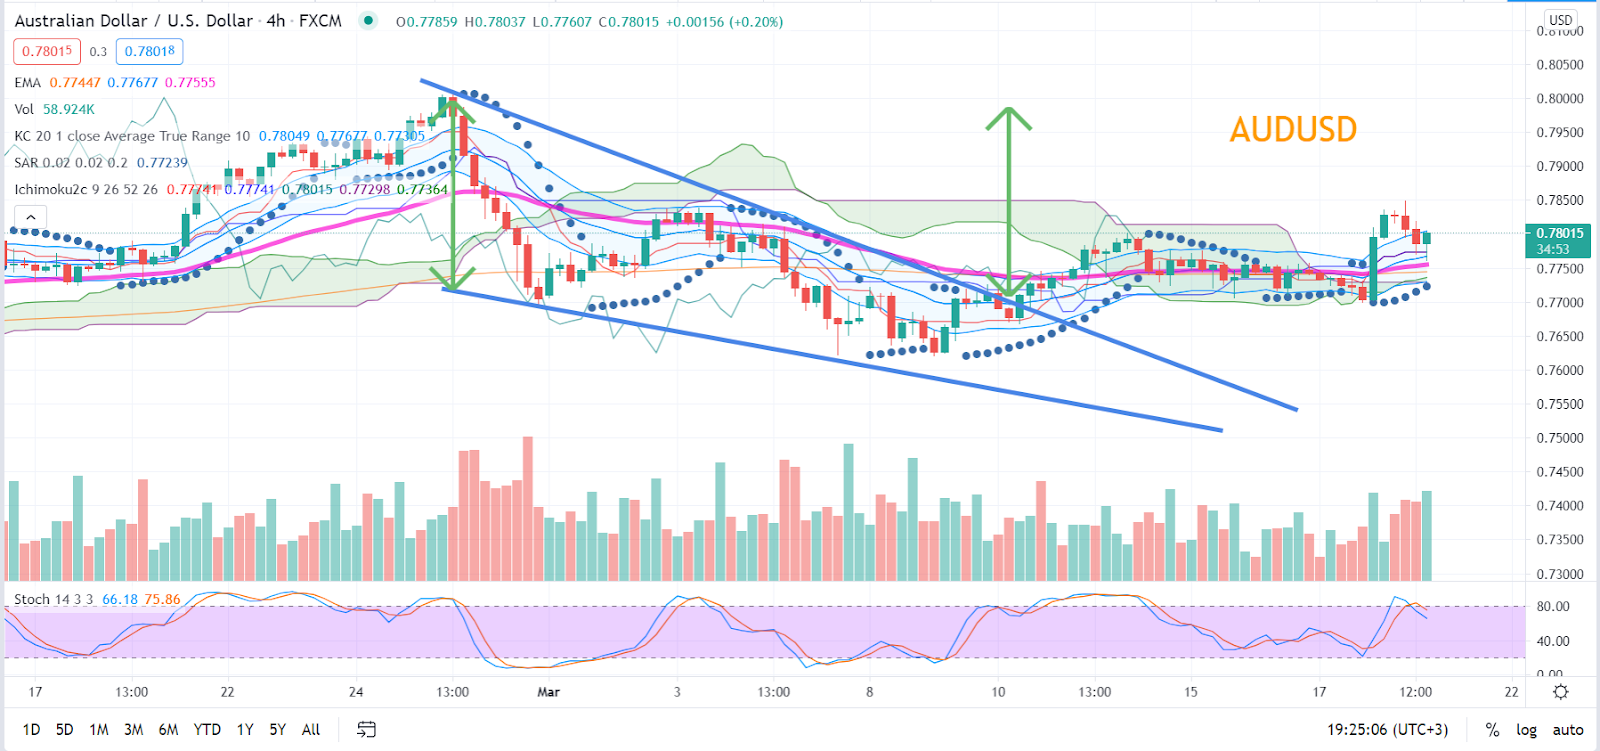 Australian Dollar / U.S. Dollar · 4h · FXCM O0.77859 H0.78037 L0.77607 C0.78015 +0.00156 (+0.20%)
0.78015 0.3 0.78018
EMA 0.77447 0.77677 0.77555
Vol 58.924K
KC 20 1 close Average True Range 10 0.78049 0.77677 0.77305
SAR 0.02 0.02 0.2 0.77239
Ichimoku2c 9 26 52 26 0.77741 0.77741 0.78015 0.77298 0.77364
AUDUSD
USD
0.81000
0.80500
0.80000
0.79500
0.79000
0.78500
0.78015
34:53
0.77500
0.77000
0.76500
0.76000
0.75500
0.75000
0.74500
0.74000
0.73500
0.73000
Stoch 14 3 3 66.18 75.86
80.00
40.00
0.00
17 13:00 22 24 13:00 Mar 3 13:00 8 10 13:00 15 17 12:00 22
1D 5D 1M 3M 6M YTD 1Y 5Y All 19:25:06 (UTC+3) % log auto